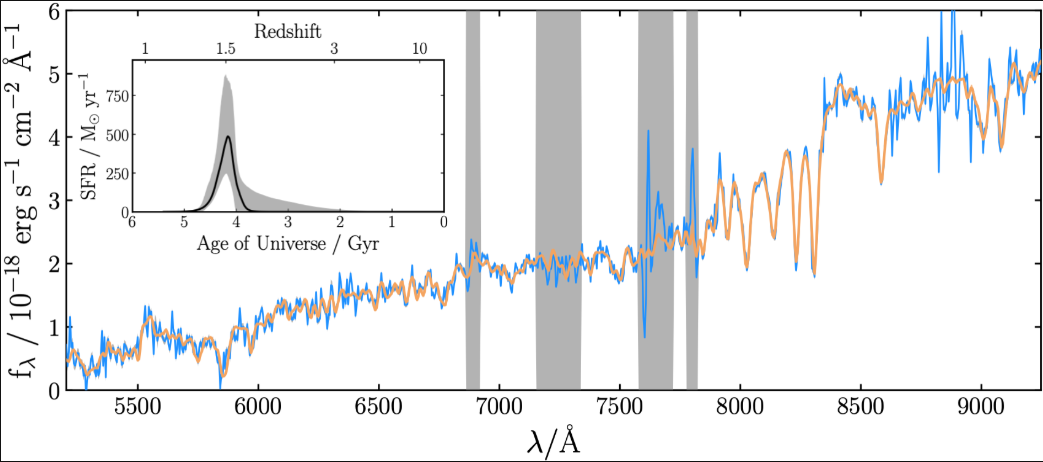 Redshift
1 1.5 3 10
SFR / M⊙ yr⁻¹
750
500
250
0
6 5 4 3 2 1 0
Age of Universe / Gyr
fλ / 10⁻¹⁸ erg s⁻¹ cm⁻² Å⁻¹
6
5
4
3
2
1
0
5500 6000 6500 7000 7500 8000 8500 9000
λ/Å